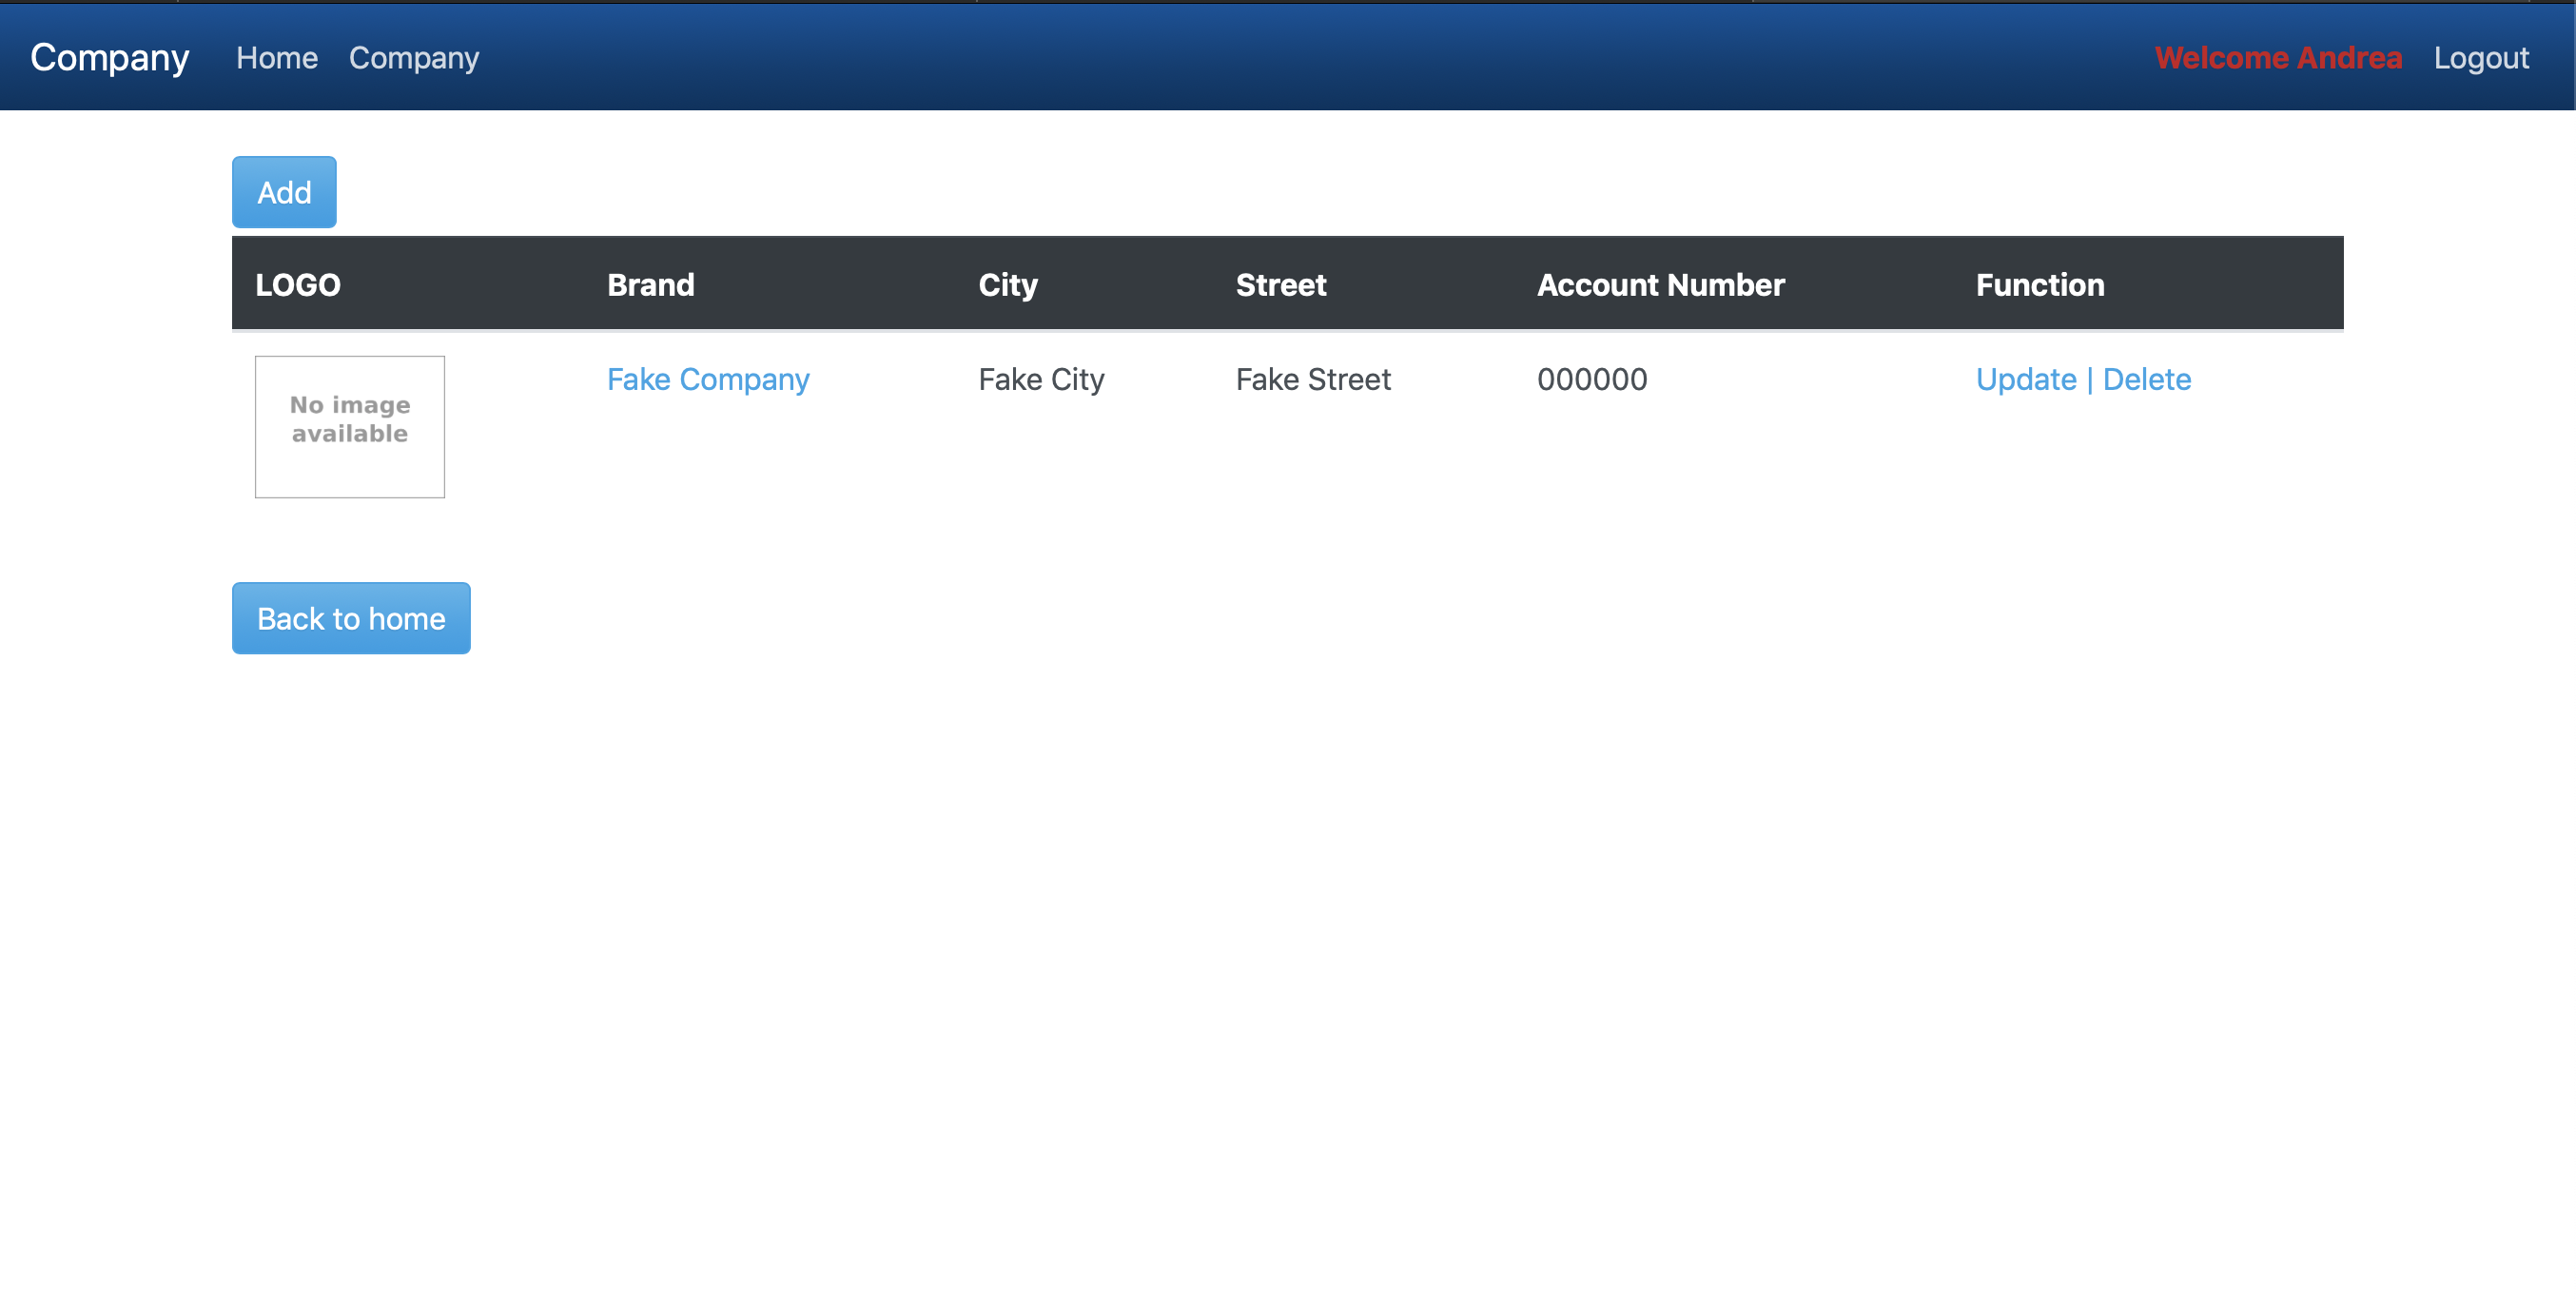 Company Home Company Welcome Andrea Logout
Add
LOGO Brand City Street Account Number Function
No image
available
Fake Company Fake City Fake Street 000000 Update | Delete
Back to home